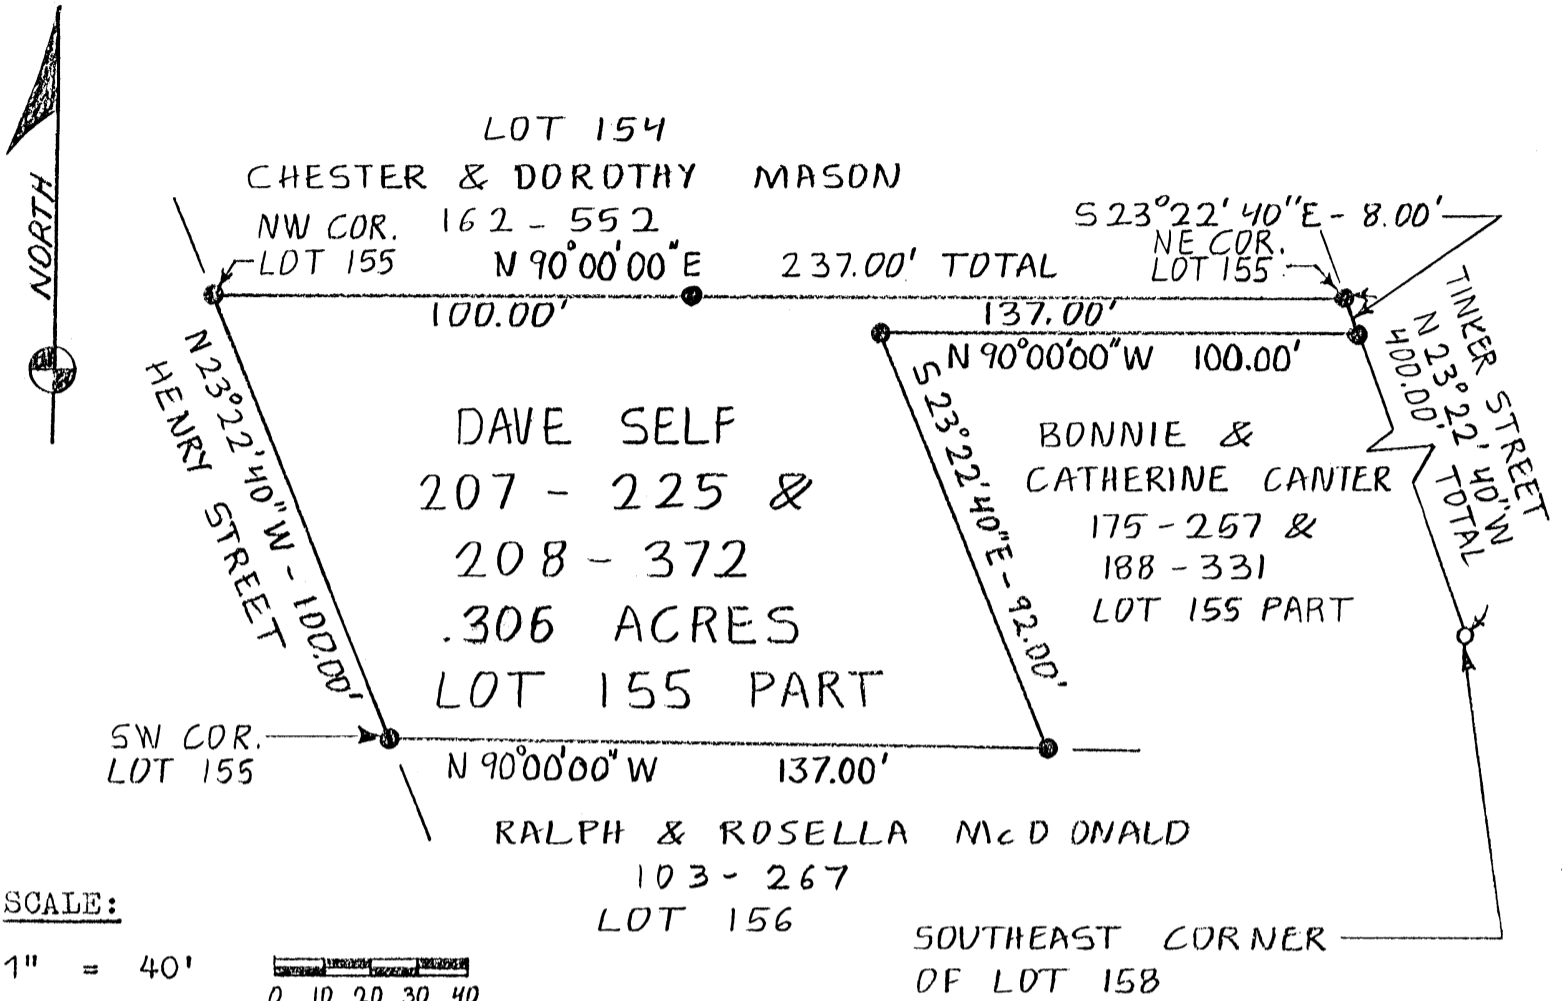 NORTH
LOT 154
CHESTER & DOROTHY MASON
162 - 552
NW COR.
LOT 155
N 90°00'00"E 237.00' TOTAL
S 23°22'40"E - 8.00'
NE COR.
LOT 155
100.00'
137.00'
N 90°00'00"W 100.00'
TINKER STREET
N 23°22'40"W
400.00' TOTAL
N 23°22'40"W - 100.00'
HENRY STREET
DAVE SELF
207 - 225 &
208 - 372
.306 ACRES
LOT 155 PART
S 23°22'40"E - 92.00'
BONNIE &
CATHERINE CANTER
175 - 267 &
188 - 331
LOT 155 PART
SW COR.
LOT 155
N 90°00'00"W 137.00'
RALPH & ROSELLA McDONALD
103 - 267
LOT 156
SOUTHEAST CORNER
OF LOT 158
SCALE:
1" = 40'
0 10 20 30 40